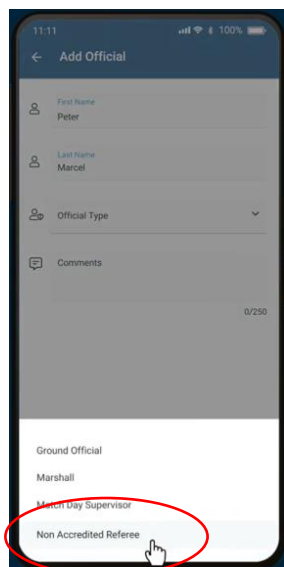 11:11 100%
Add Official
First Name
Peter
Last Name
Marcel
Official Type
Comments
0/250
Ground Official
Marshall
Match Day Supervisor
Non Accredited Referee